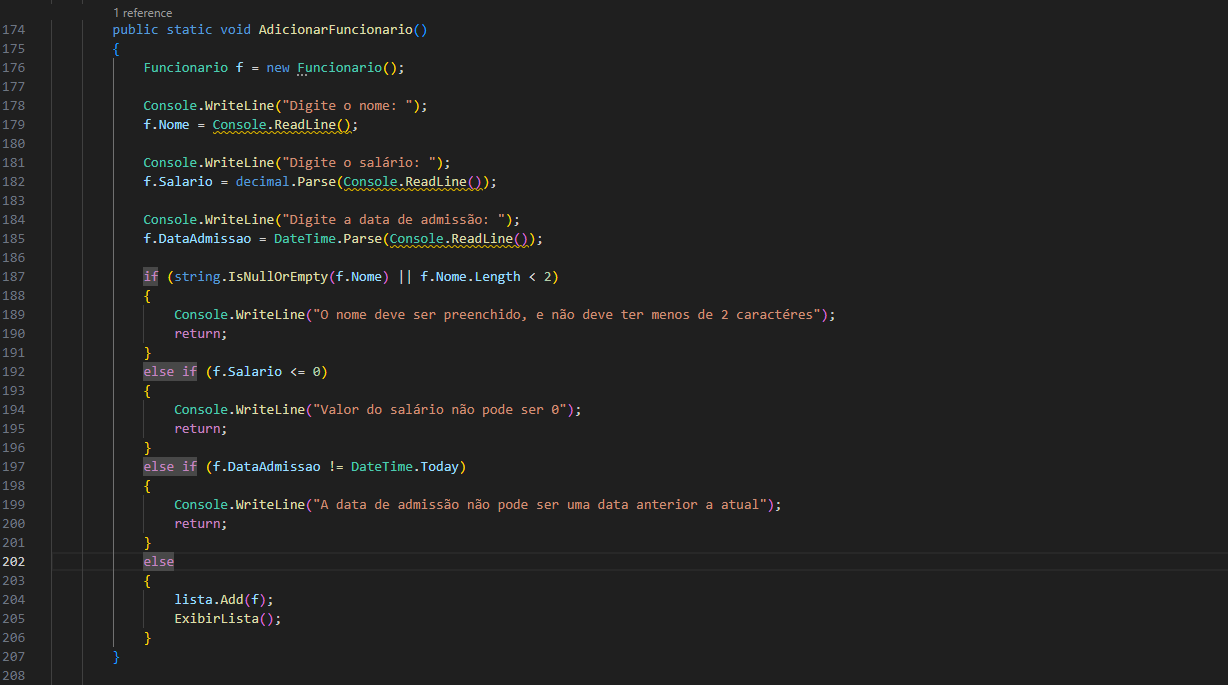 1 reference
174 public static void AdicionarFuncionario()
175 {
176 Funcionario f = new Funcionario();
177
178 Console.WriteLine("Digite o nome: ");
179 f.Nome = Console.ReadLine();
180
181 Console.WriteLine("Digite o salário: ");
182 f.Salario = decimal.Parse(Console.ReadLine());
183
184 Console.WriteLine("Digite a data de admissão: ");
185 f.DataAdmissao = DateTime.Parse(Console.ReadLine());
186
187 if (string.IsNullOrEmpty(f.Nome) || f.Nome.Length < 2)
188 {
189 Console.WriteLine("O nome deve ser preenchido, e não deve ter menos de 2 caractéres");
190 return;
191 }
192 else if (f.Salario <= 0)
193 {
194 Console.WriteLine("Valor do salário não pode ser 0");
195 return;
196 }
197 else if (f.DataAdmissao != DateTime.Today)
198 {
199 Console.WriteLine("A data de admissão não pode ser uma data anterior a atual");
200 return;
201 }
202 else
203 {
204 lista.Add(f);
205 ExibirLista();
206 }
207 }
208